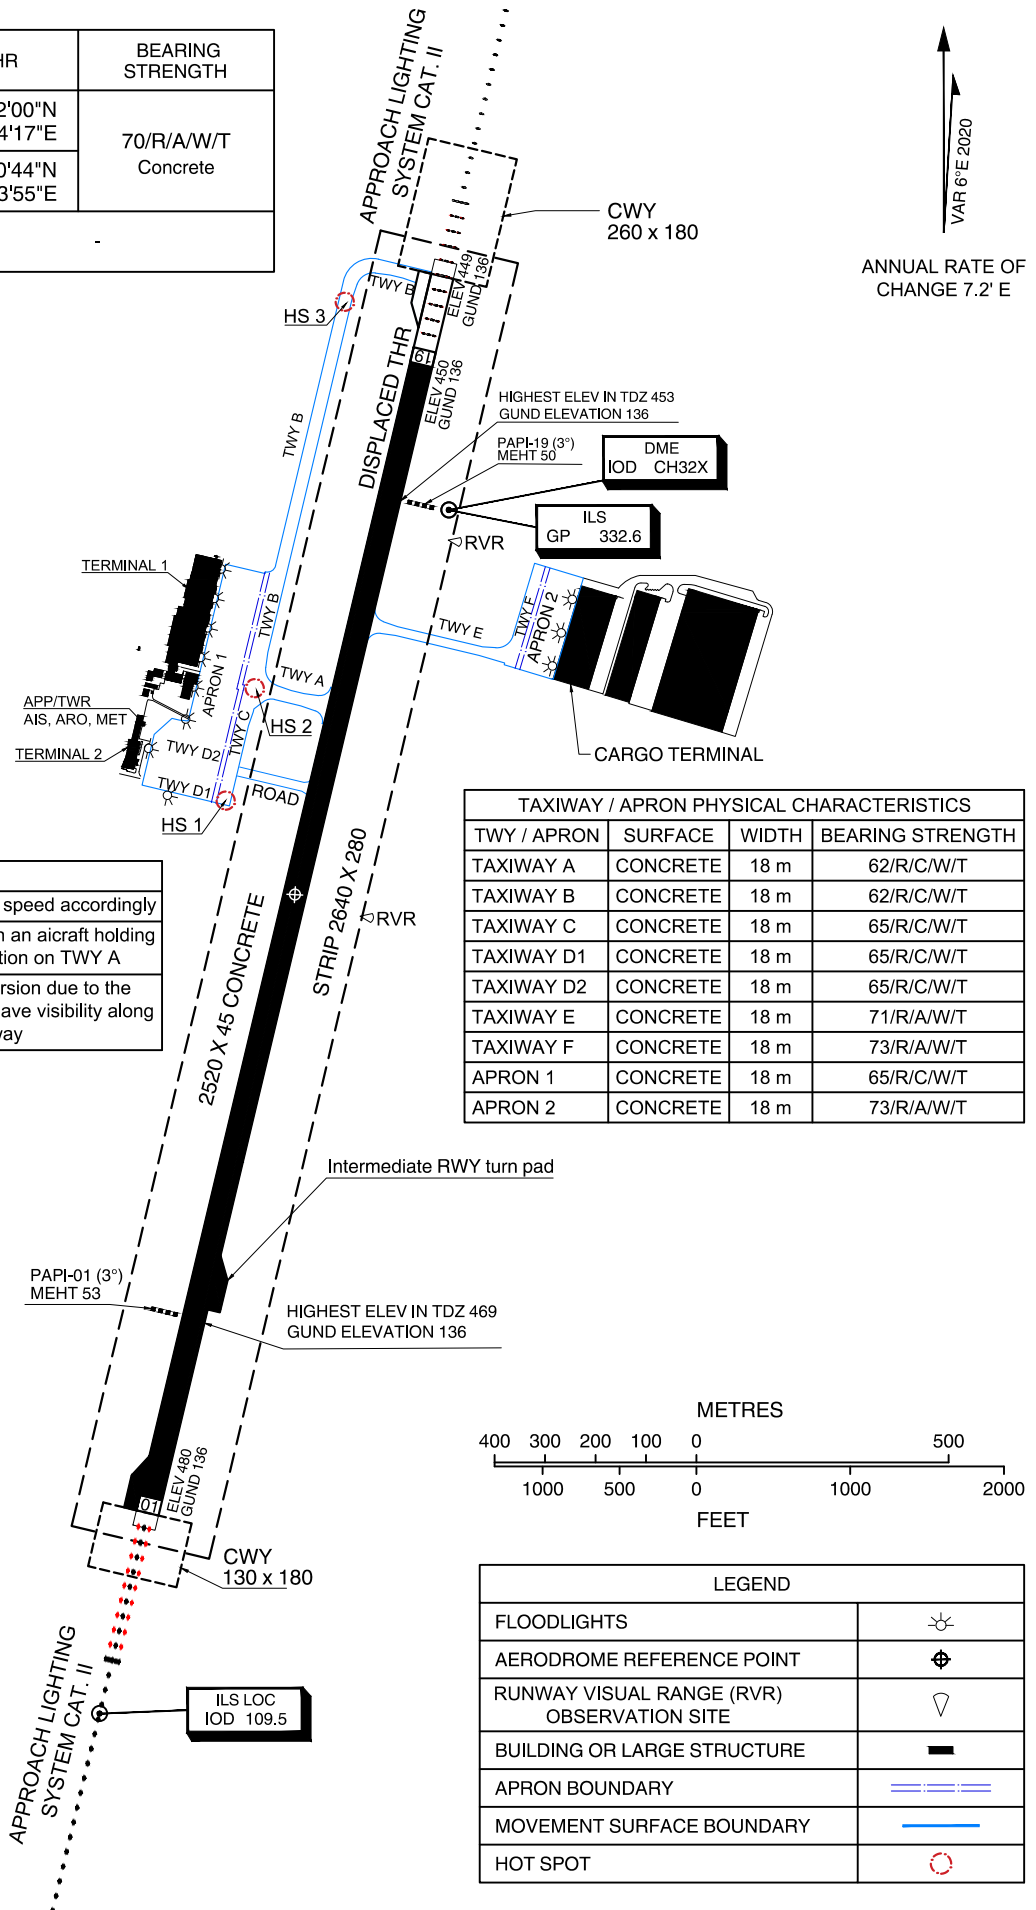 HR
BEARING
STRENGTH
2'00"N
4'17"E
0'44"N
3'55"E
70/R/A/W/T
Concrete
-
APPROACH LIGHTING
SYSTEM CAT. II
CWY
260 x 180
VAR 6°E 2020
ANNUAL RATE OF
CHANGE 7.2' E
TWY B
HS 3
ELEV 449
GUND 136
19
ELEV 450
GUND 136
DISPLACED THR
HIGHEST ELEV IN TDZ 453
GUND ELEVATION 136
PAPI-19 (3°)
MEHT 50
DME
IOD CH32X
ILS
GP 332.6
RVR
TWY B
TERMINAL 1
TWY B
TWY A
APRON 1
TWY E
TWY F
APRON 2
APP/TWR
AIS, ARO, MET
TERMINAL 2
TWY C
TWY D2
TWY D1
HS 2
HS 1
ROAD
CARGO TERMINAL
TAXIWAY / APRON PHYSICAL CHARACTERISTICS
TWY / APRON SURFACE WIDTH BEARING STRENGTH
TAXIWAY A CONCRETE 18 m 62/R/C/W/T
TAXIWAY B CONCRETE 18 m 62/R/C/W/T
TAXIWAY C CONCRETE 18 m 65/R/C/W/T
TAXIWAY D1 CONCRETE 18 m 65/R/C/W/T
TAXIWAY D2 CONCRETE 18 m 65/R/C/W/T
TAXIWAY E CONCRETE 18 m 71/R/A/W/T
TAXIWAY F CONCRETE 18 m 73/R/A/W/T
APRON 1 CONCRETE 18 m 65/R/C/W/T
APRON 2 CONCRETE 18 m 73/R/A/W/T
speed accordingly
n an aicraft holding
tion on TWY A
rsion due to the
ave visibility along
way
STRIP 2640 X 280
RVR
2520 X 45 CONCRETE
Intermediate RWY turn pad
PAPI-01 (3°)
MEHT 53
HIGHEST ELEV IN TDZ 469
GUND ELEVATION 136
ELEV 480
GUND 136
01
CWY
130 x 180
METRES
400 300 200 100 0 500
1000 500 0 1000 2000
FEET
APPROACH LIGHTING
SYSTEM CAT. II
ILS LOC
IOD 109.5
LEGEND
FLOODLIGHTS
AERODROME REFERENCE POINT
RUNWAY VISUAL RANGE (RVR)
OBSERVATION SITE
BUILDING OR LARGE STRUCTURE
APRON BOUNDARY
MOVEMENT SURFACE BOUNDARY
HOT SPOT